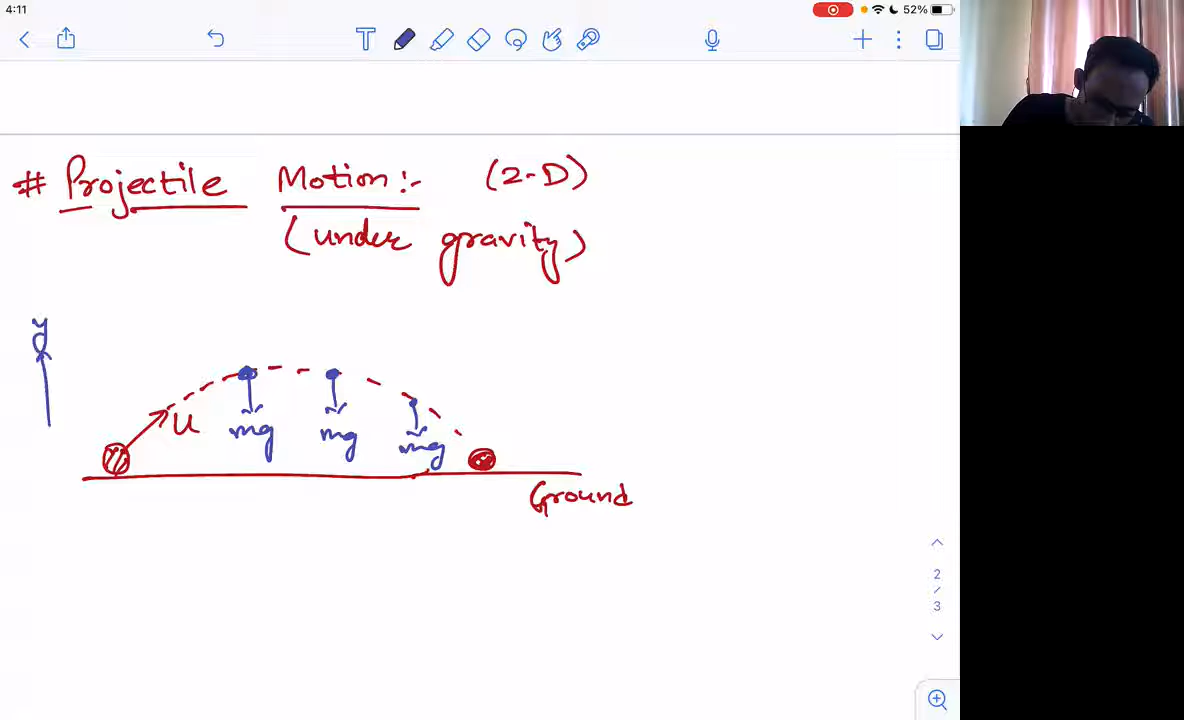 4:11
52%
T
# Projectile Motion :- (2-D)
(under gravity)
y
u
mg mg mg
Ground
2
/
3